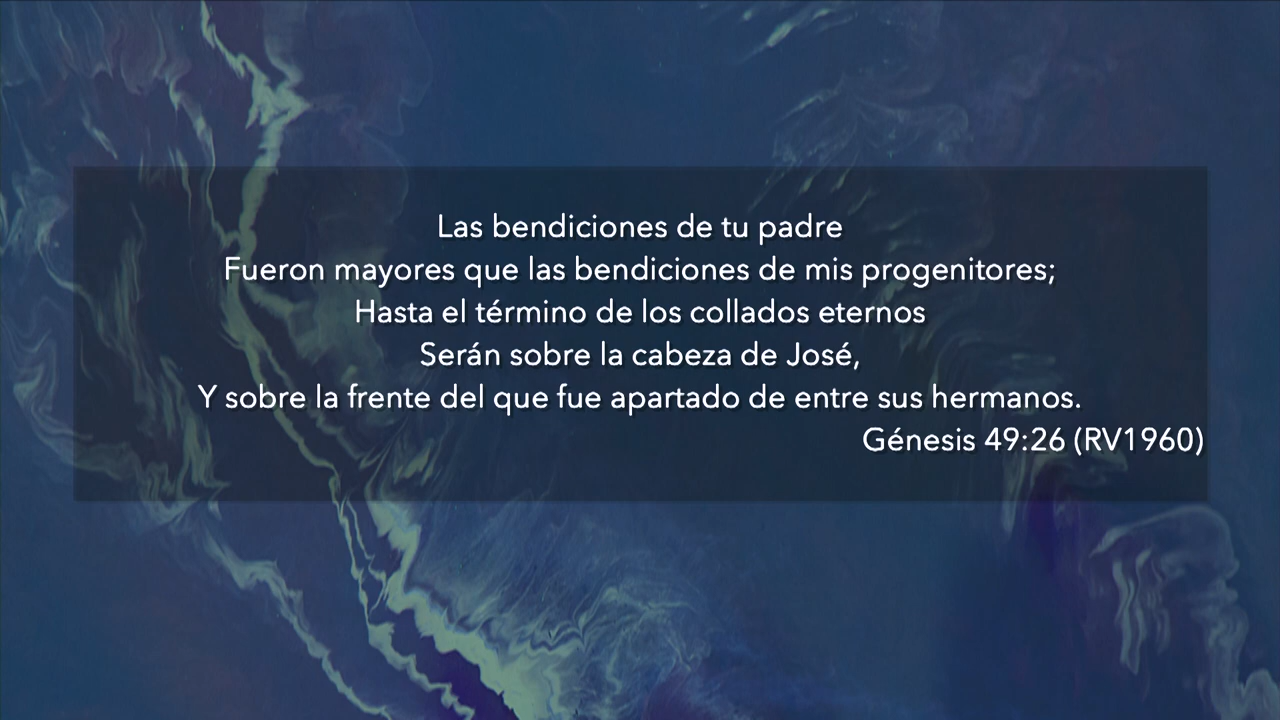 Las bendiciones de tu padre
Fueron mayores que las bendiciones de mis progenitores;
Hasta el término de los collados eternos
Serán sobre la cabeza de José,
Y sobre la frente del que fue apartado de entre sus hermanos.
Génesis 49:26 (RV1960)